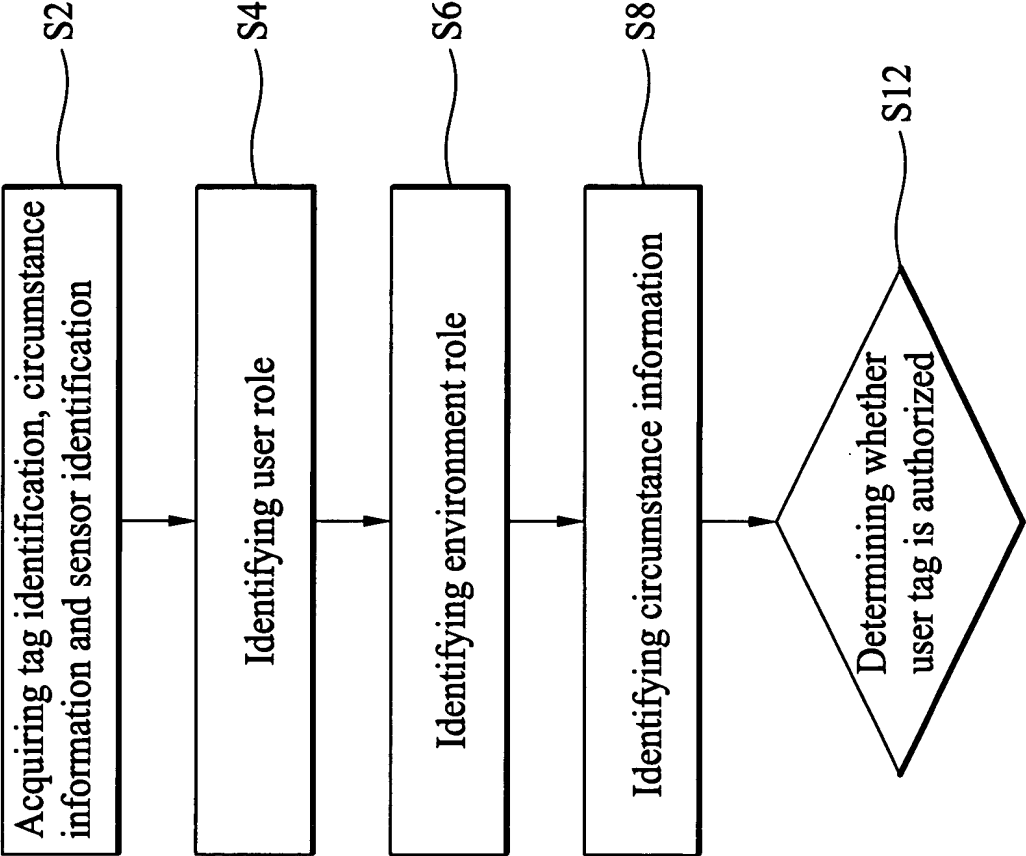 Acquiring tag identification, circumstance
information and sensor identification
S2
Identifying user role
S4
Identifying environment role
S6
Identifying circumstance information
S8
Determining whether
user tag is authorized
S12